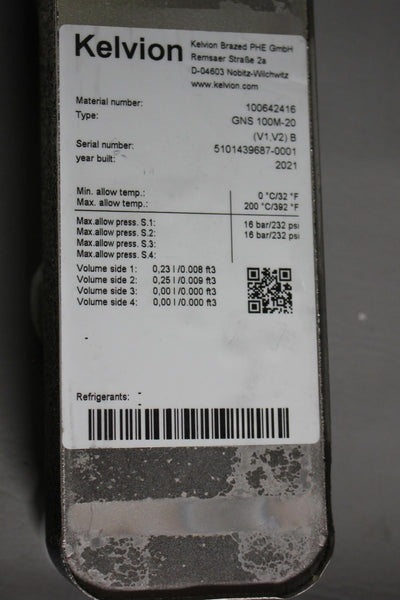 Kelvion
Kelvion Brazed PHE GmbH
Remsaer Straße 2a
D-04603 Nobitz-Wilchwitz
www.kelvion.com
Material number: 100642416
Type: GNS 100M-20
(V1,V2) B
Serial number: 5101439687-0001
year built: 2021
Min. allow temp.: 0 °C/32 °F
Max. allow temp.: 200 °C/392 °F
Max.allow press. S.1: 16 bar/232 psi
Max.allow press. S.2: 16 bar/232 psi
Max.allow press. S.3:
Max.allow press. S.4:
Volume side 1: 0,23 l /0.008 ft3
Volume side 2: 0,25 l /0.009 ft3
Volume side 3: 0,00 l /0.000 ft3
Volume side 4: 0,00 l /0.000 ft3
Refrigerants: -
-